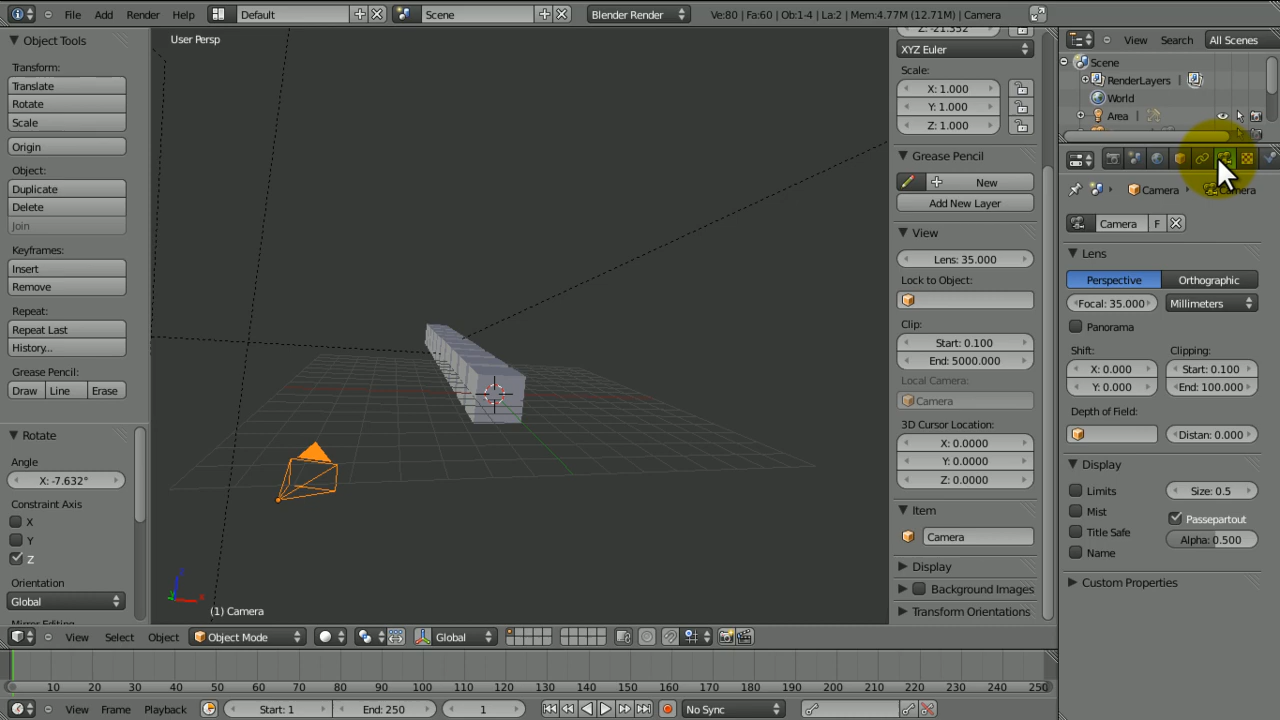 File Add Render Help Default Scene Blender Render Ve:80 | Fa:60 | Ob:1-4 | La:2 | Mem:4.77M (12.71M) | Camera
Object Tools
Transform:
Translate
Rotate
Scale
Origin
Object:
Duplicate
Delete
Join
Keyframes:
Insert
Remove
Repeat:
Repeat Last
History...
Grease Pencil:
Draw Line Erase
Rotate
Angle
X: -7.632°
Constraint Axis
X
Y
Z
Orientation
Global
User Persp
(1) Camera
XYZ Euler
Scale:
X: 1.000
Y: 1.000
Z: 1.000
Grease Pencil
New
Add New Layer
View
Lens: 35.000
Lock to Object:
Clip:
Start: 0.100
End: 5000.000
Local Camera:
Camera
3D Cursor Location:
X: 0.0000
Y: 0.0000
Z: 0.0000
Item
Camera
Display
Background Images
Transform Orientations
View Search All Scenes
Scene
RenderLayers
World
Area
Camera Camera
Camera F
Lens
Perspective Orthographic
Focal: 35.000 Millimeters
Panorama
Shift: Clipping:
X: 0.000 Start: 0.100
Y: 0.000 End: 100.000
Depth of Field:
Distan: 0.000
Display
Limits Size: 0.5
Mist Passepartout
Title Safe Alpha: 0.500
Name
Custom Properties
View Select Object Object Mode Global
10 20 30 40 50 60 70 80 90 100 110 120 130 140 150 160 170 180 190 200 210 220 230 240 250
View Frame Playback Start: 1 End: 250 1 No Sync